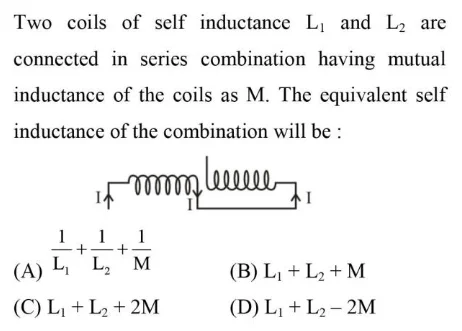 Two coils of self inductance L₁ and L₂ are
connected in series combination having mutual
inductance of the coils as M. The equivalent self
inductance of the combination will be :
I I I
(A) 1/L₁ + 1/L₂ + 1/M (B) L₁ + L₂ + M
(C) L₁ + L₂ + 2M (D) L₁ + L₂ – 2M